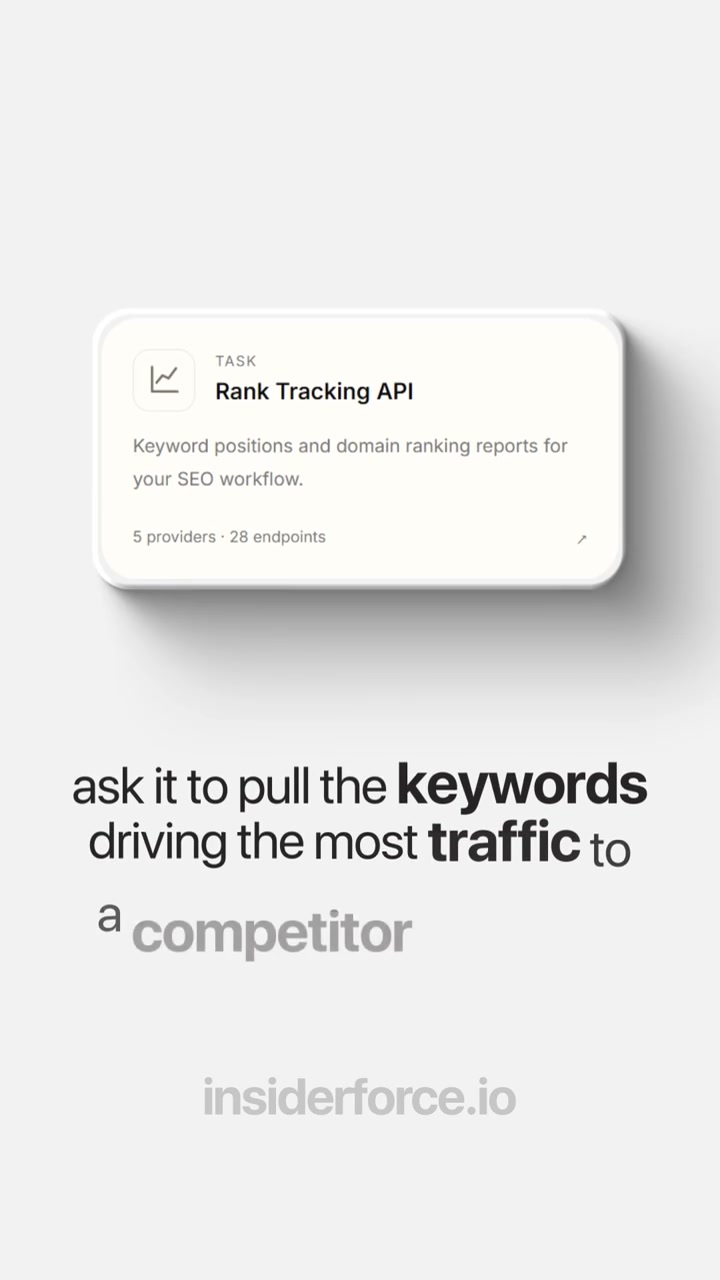 TASK
Rank Tracking API
Keyword positions and domain ranking reports for
your SEO workflow.
5 providers · 28 endpoints
ask it to pull the keywords
driving the most traffic to
a competitor
insiderforce.io